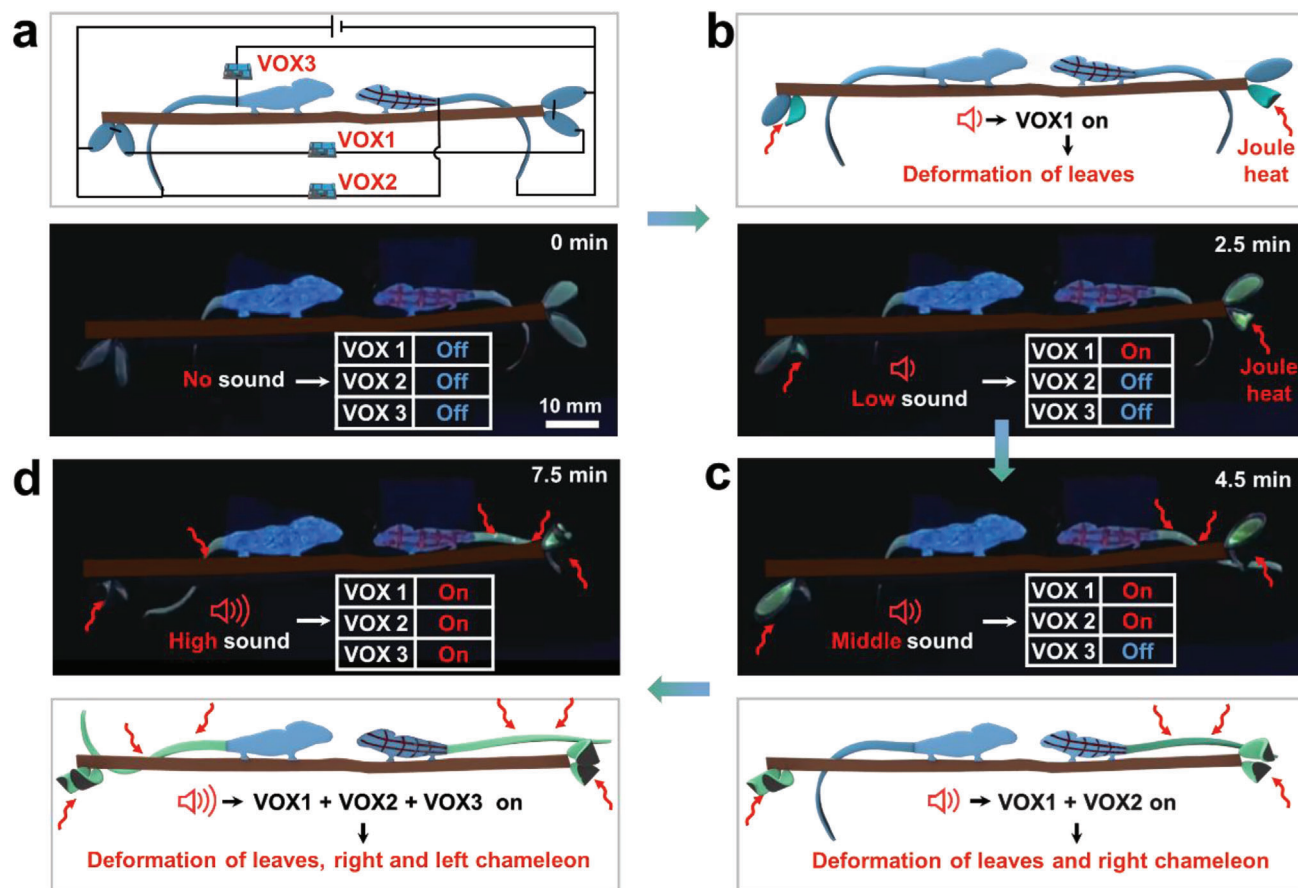 a
VOX3
VOX1
VOX2
0 min
No sound
VOX 1 Off
VOX 2 Off
VOX 3 Off
10 mm
b
VOX1 on
Deformation of leaves
Joule
heat
2.5 min
Low sound
VOX 1 On
VOX 2 Off
VOX 3 Off
Joule
heat
c
4.5 min
Middle sound
VOX 1 On
VOX 2 On
VOX 3 Off
VOX1 + VOX2 on
Deformation of leaves and right chameleon
d
7.5 min
High sound
VOX 1 On
VOX 2 On
VOX 3 On
VOX1 + VOX2 + VOX3 on
Deformation of leaves, right and left chameleon